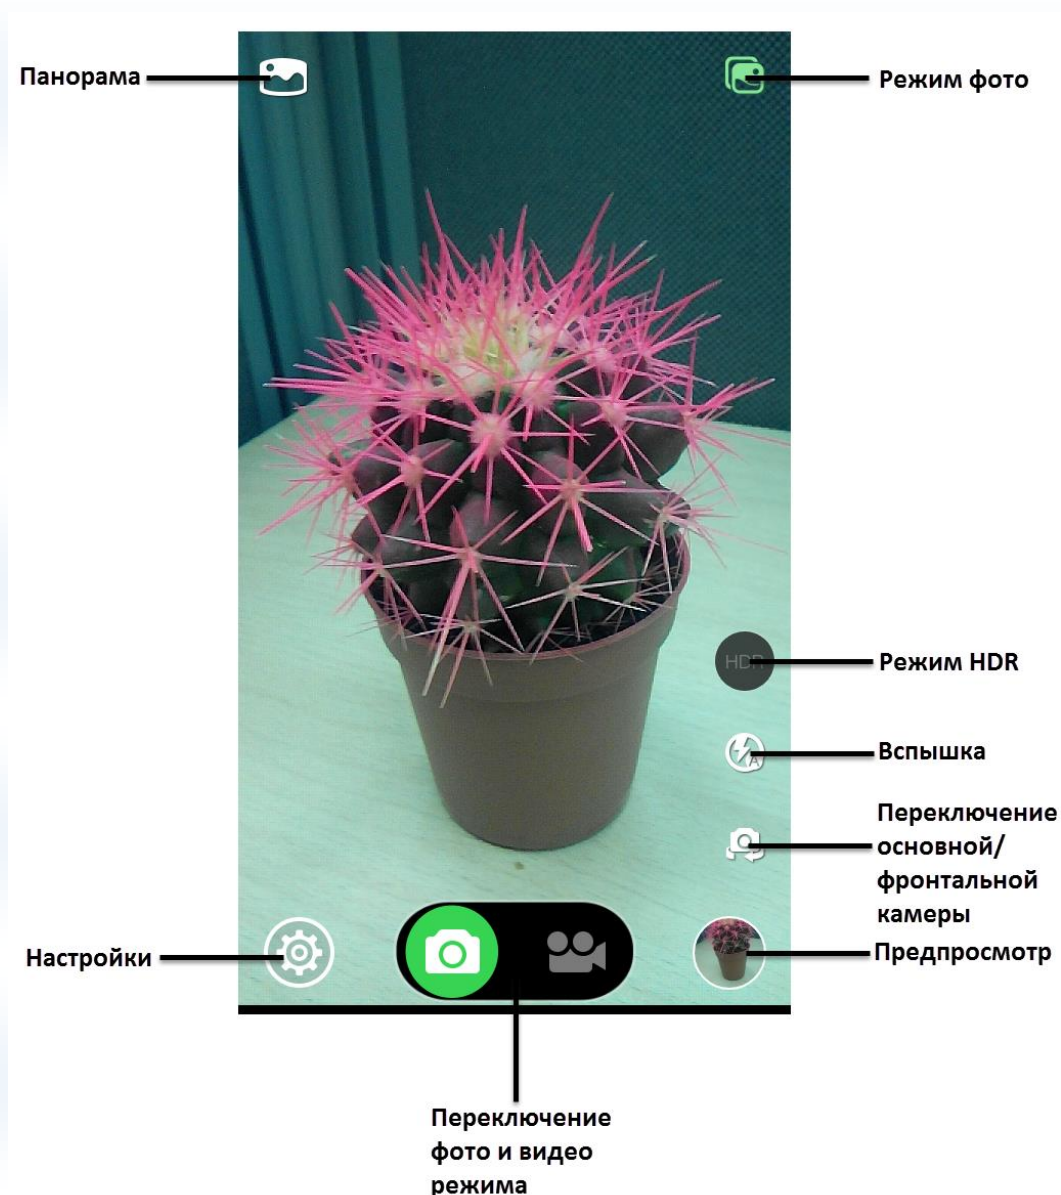 Панорама
Режим фото
HDR
Режим HDR
Вспышка
A
Переключение
основной/
фронтальной
камеры
Настройки
Предпросмотр
Переключение
фото и видео
режима